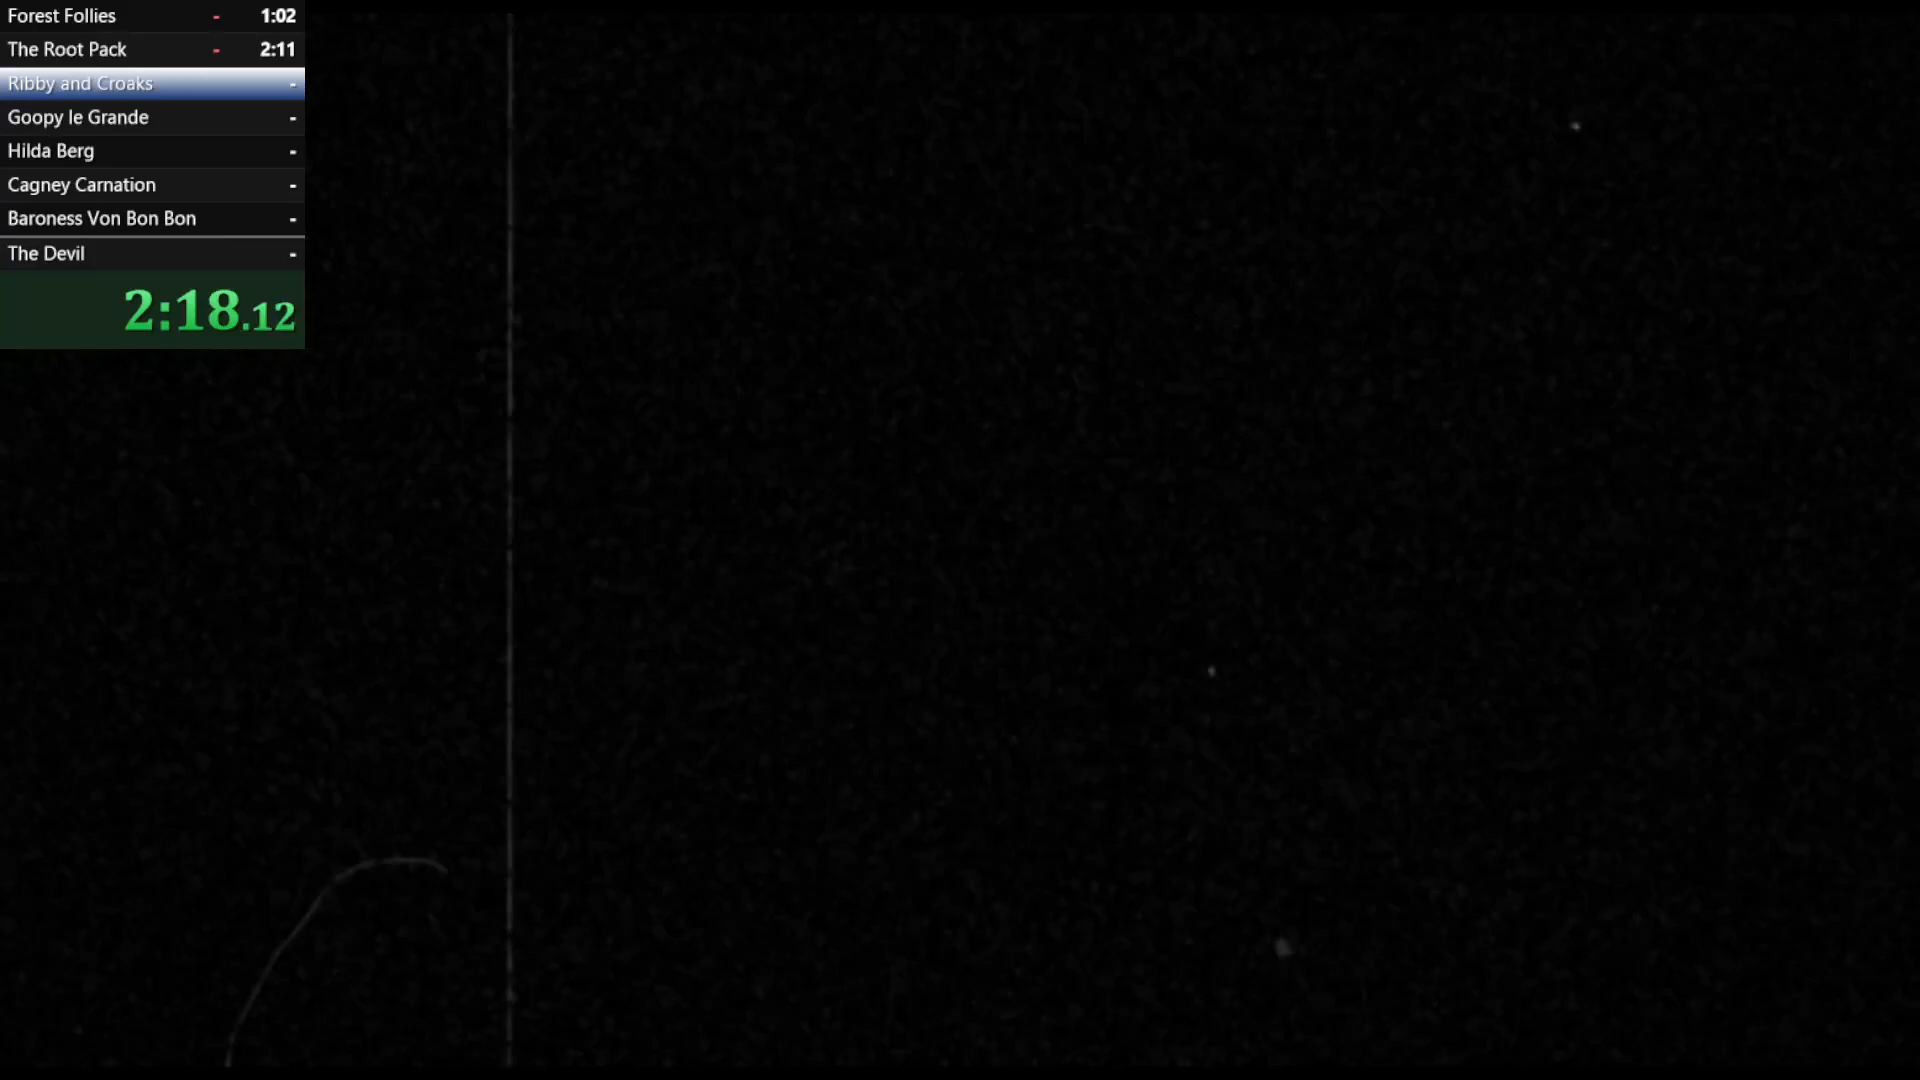 Forest Follies - 1:02
The Root Pack - 2:11
Ribby and Croaks -
Goopy le Grande -
Hilda Berg -
Cagney Carnation -
Baroness Von Bon Bon -
The Devil -
2:18.12